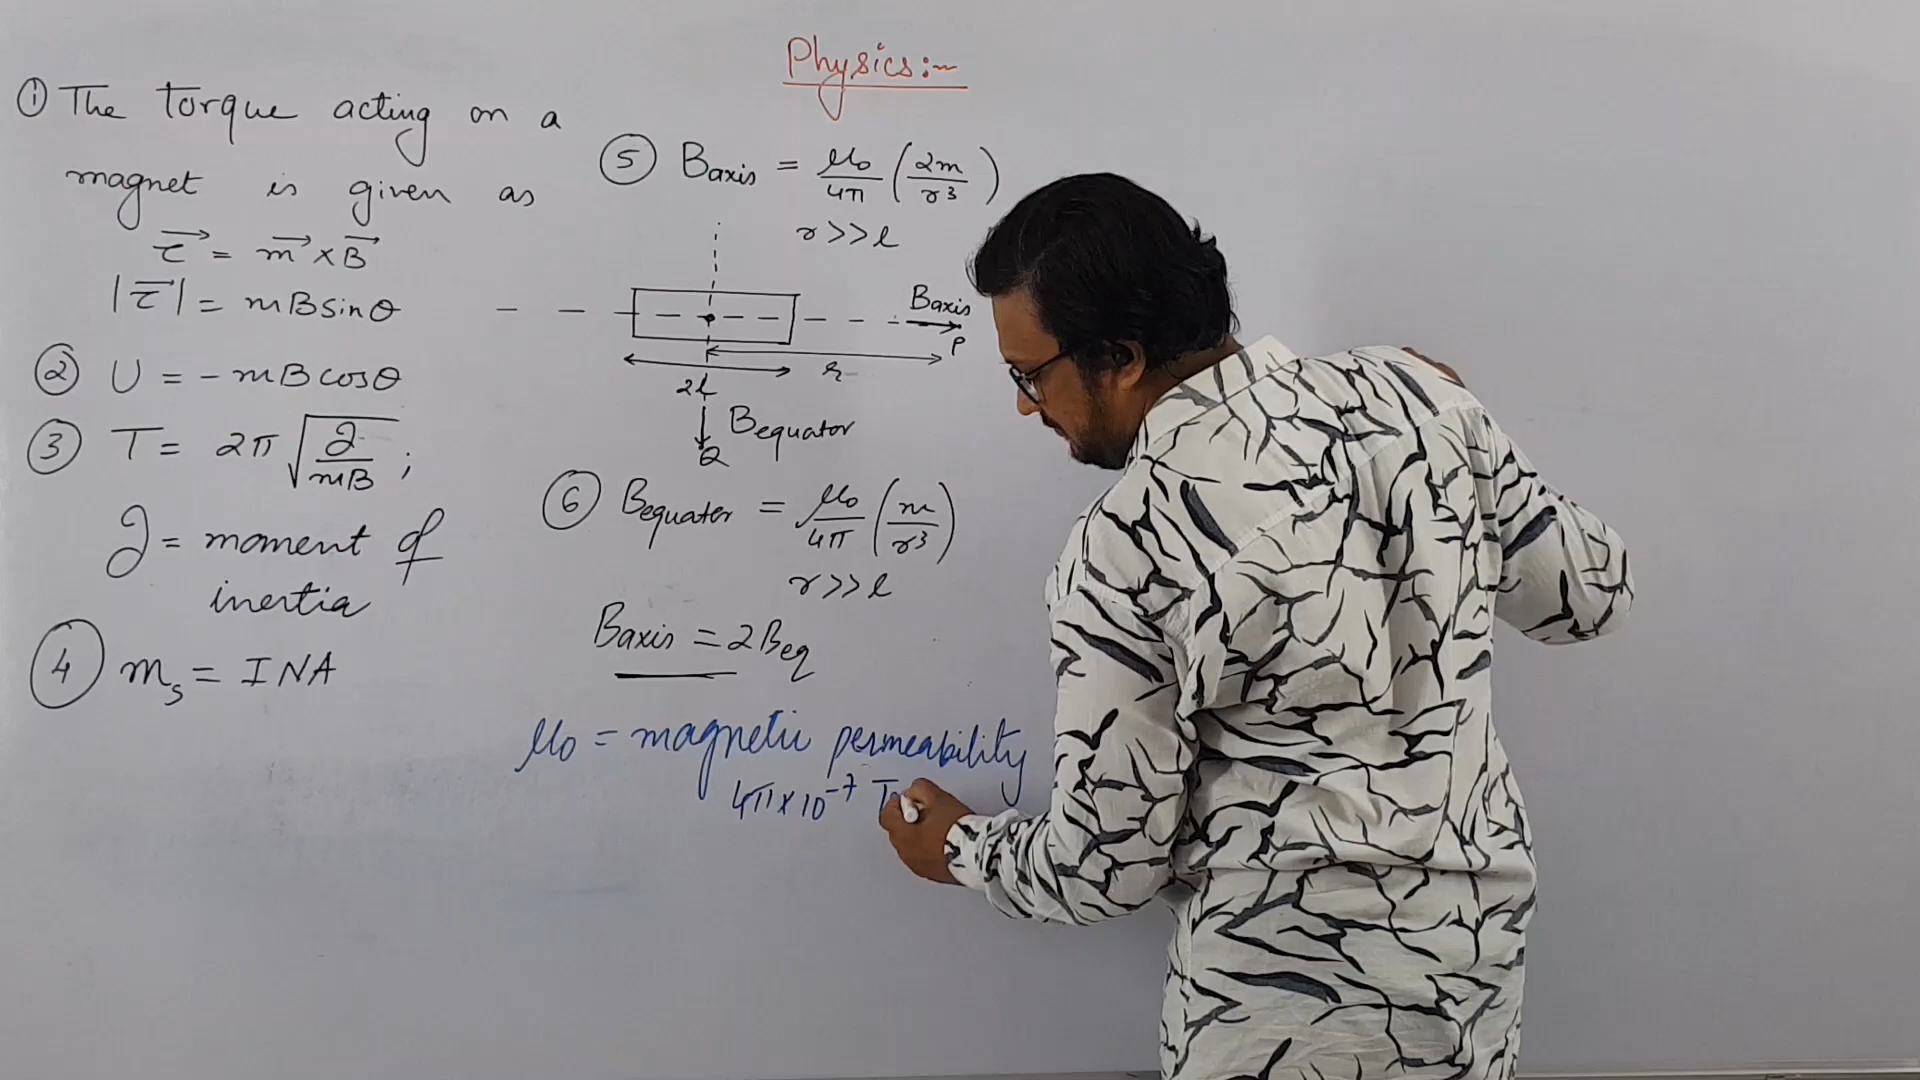 Physics:~
① The torque acting on a
magnet is given as
τ⃗ = m⃗ × B⃗
|τ⃗| = mB sinθ
② U = - mB cosθ
③ T = 2π √(I/mB) ;
I = moment of
inertia
④ mₛ = INA
⑤ Baxis = μ₀/4π (2m/r³)
r>>l
Baxis
P
r
2l
Bequator
Q
⑥ Bequater = μ₀/4π (m/r³)
r>>l
Baxis = 2Beq
μ₀ = magnetic permeability
4π×10⁻⁷ T